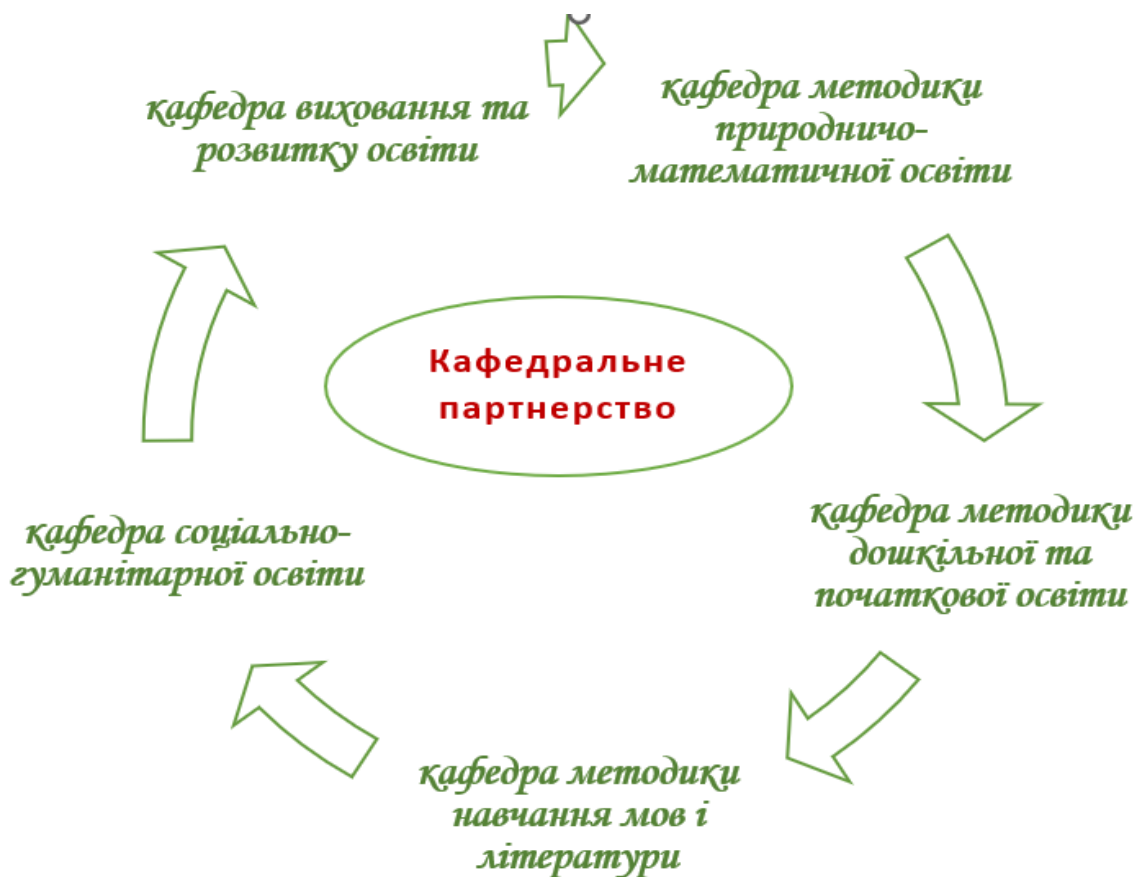 кафедра виховання та
розвитку освіти
кафедра методики
природничо-
математичної освіти
Кафедральне
партнерство
кафедра соціально-
гуманітарної освіти
кафедра методики
дошкільної та
початкової освіти
кафедра методики
навчання мов і
літератури